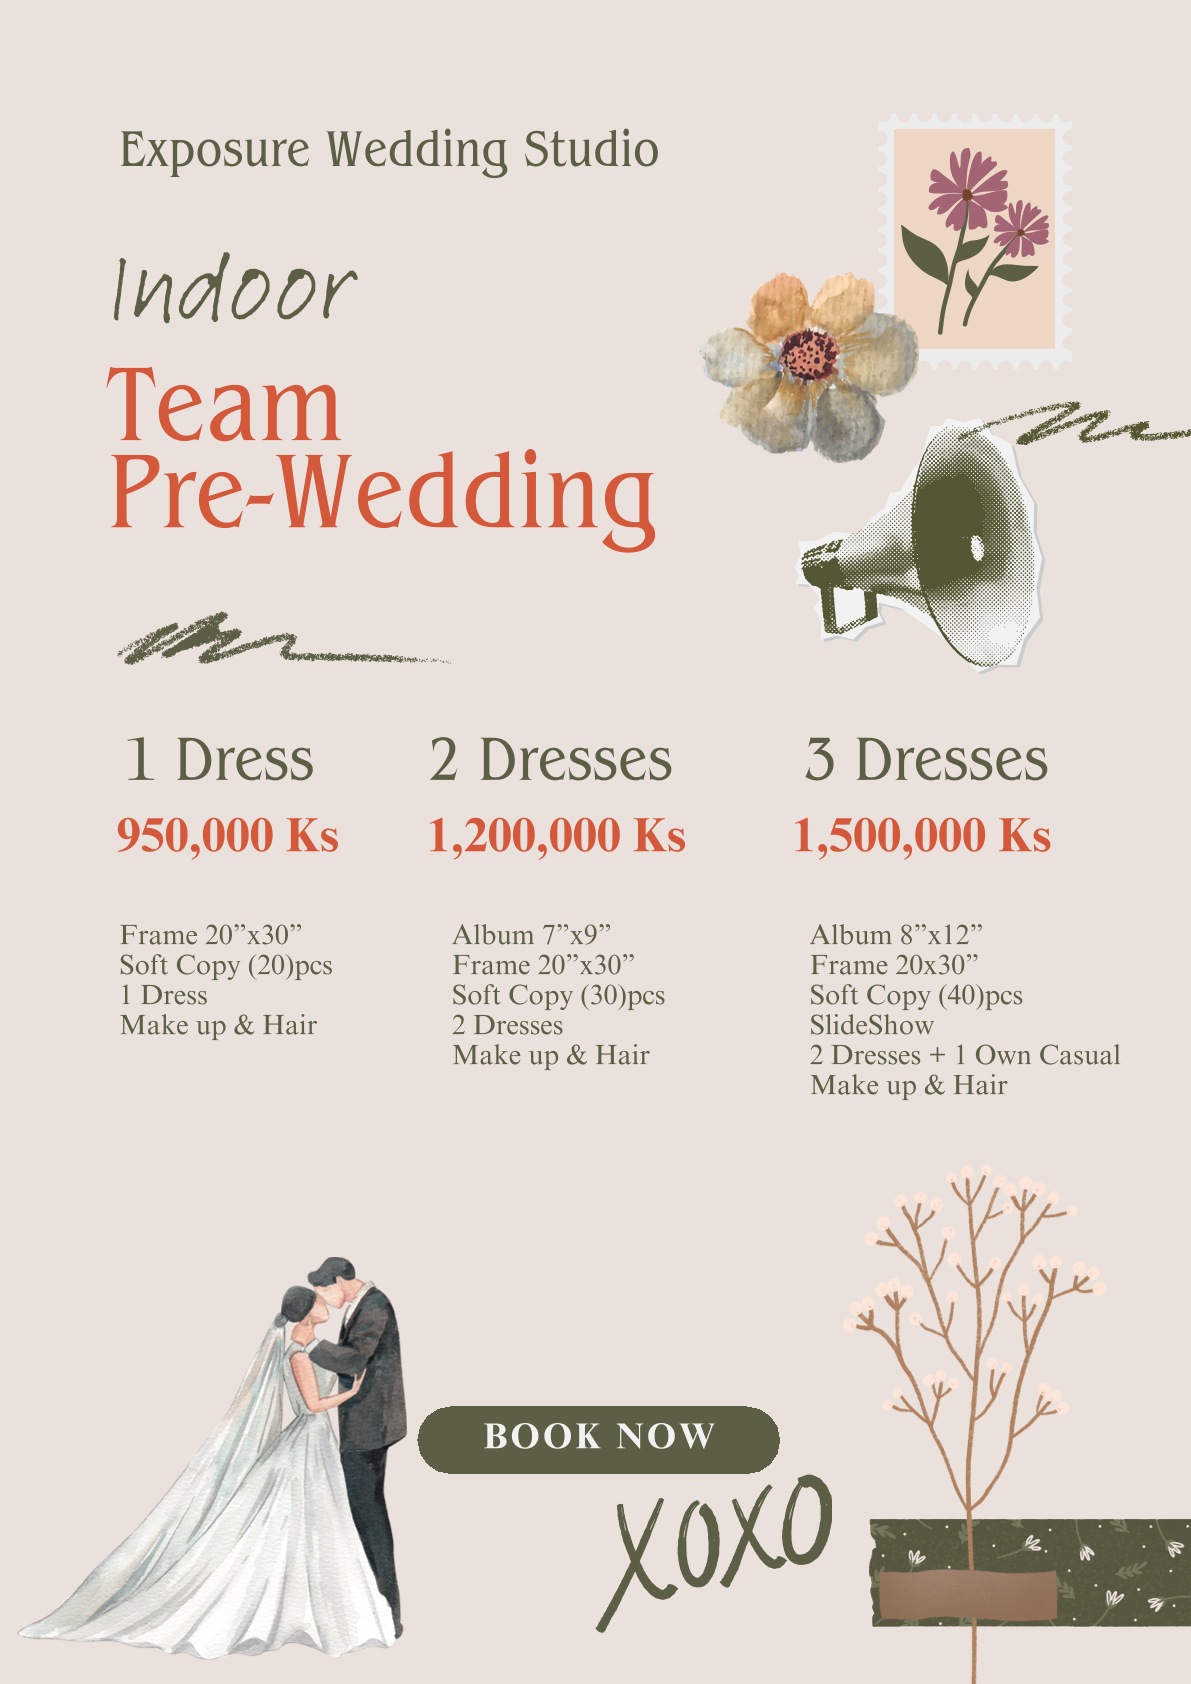 Exposure Wedding Studio
Indoor
Team
Pre-Wedding
1 Dress
950,000 Ks
Frame 20”x30”
Soft Copy (20)pcs
1 Dress
Make up & Hair
2 Dresses
1,200,000 Ks
Album 7”x9”
Frame 20”x30”
Soft Copy (30)pcs
2 Dresses
Make up & Hair
3 Dresses
1,500,000 Ks
Album 8”x12”
Frame 20x30”
Soft Copy (40)pcs
SlideShow
2 Dresses + 1 Own Casual
Make up & Hair
BOOK NOW
XOXO